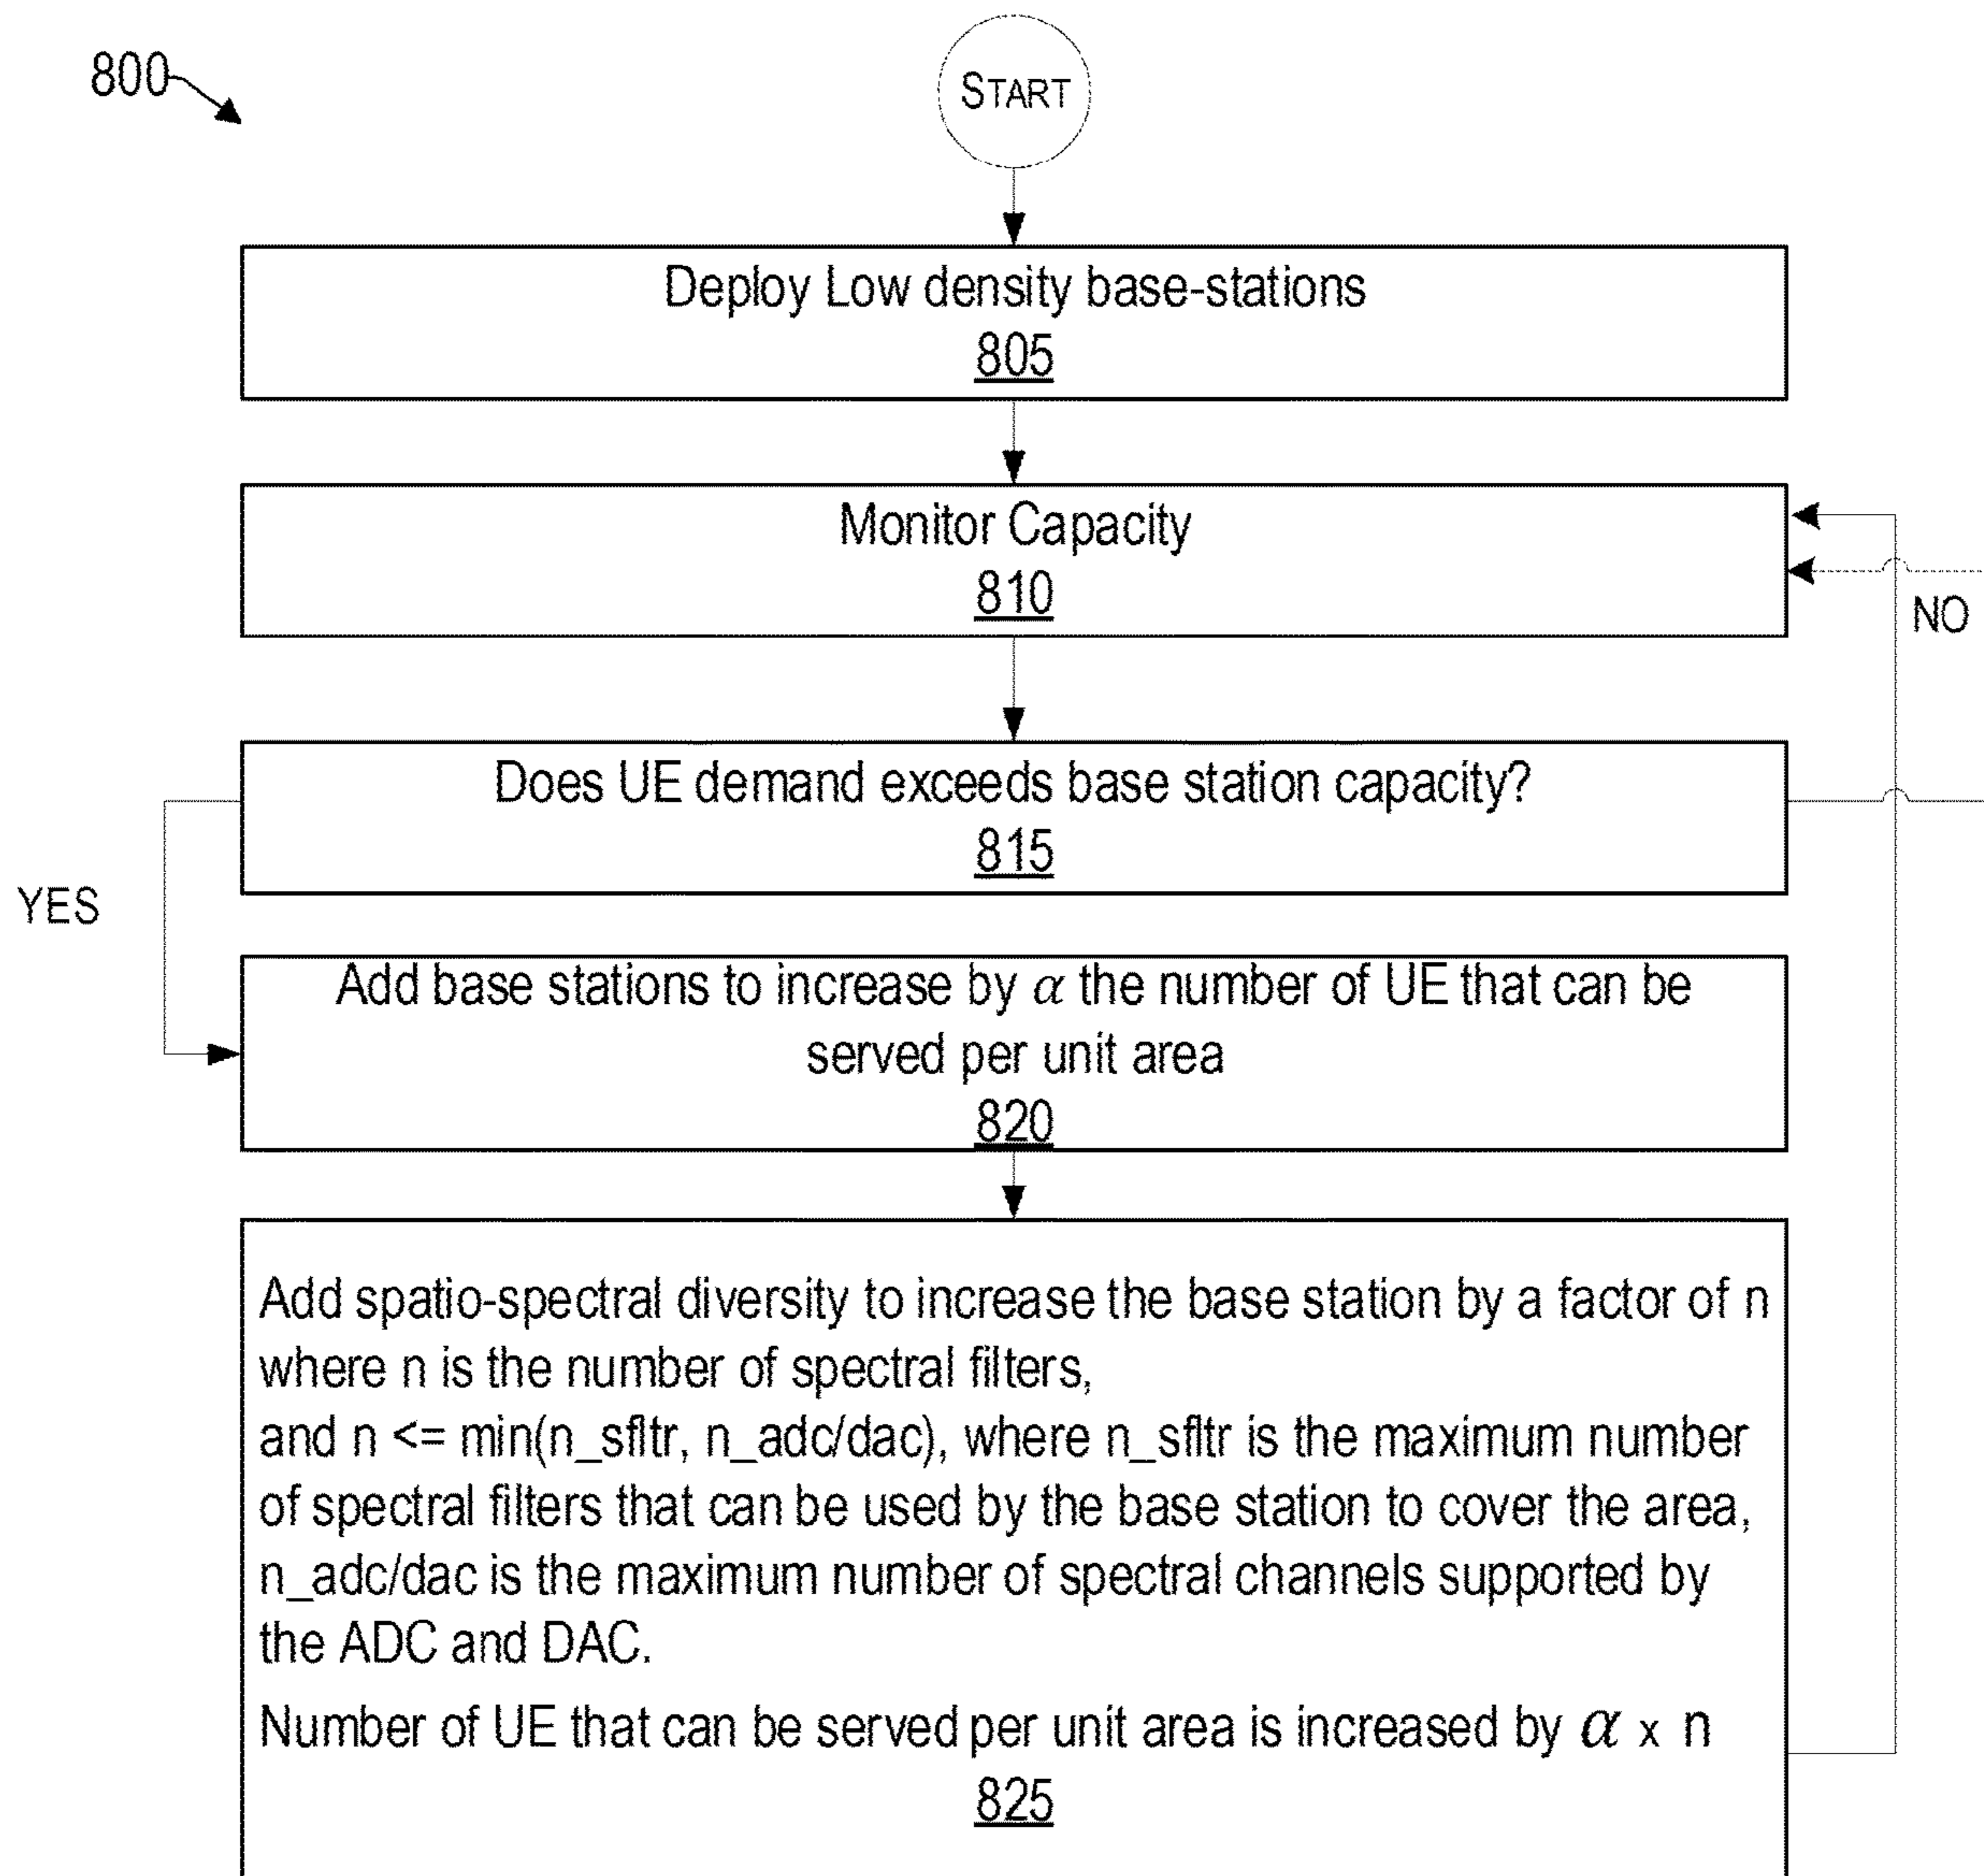 800
START
Deploy Low density base-stations
805
Monitor Capacity
810
NO
Does UE demand exceeds base station capacity?
815
YES
Add base stations to increase by α the number of UE that can be
served per unit area
820
Add spatio-spectral diversity to increase the base station by a factor of n
where n is the number of spectral filters,
and n <= min(n_sfltr, n_adc/dac), where n_sfltr is the maximum number
of spectral filters that can be used by the base station to cover the area,
n_adc/dac is the maximum number of spectral channels supported by
the ADC and DAC.
Number of UE that can be served per unit area is increased by α x n
825